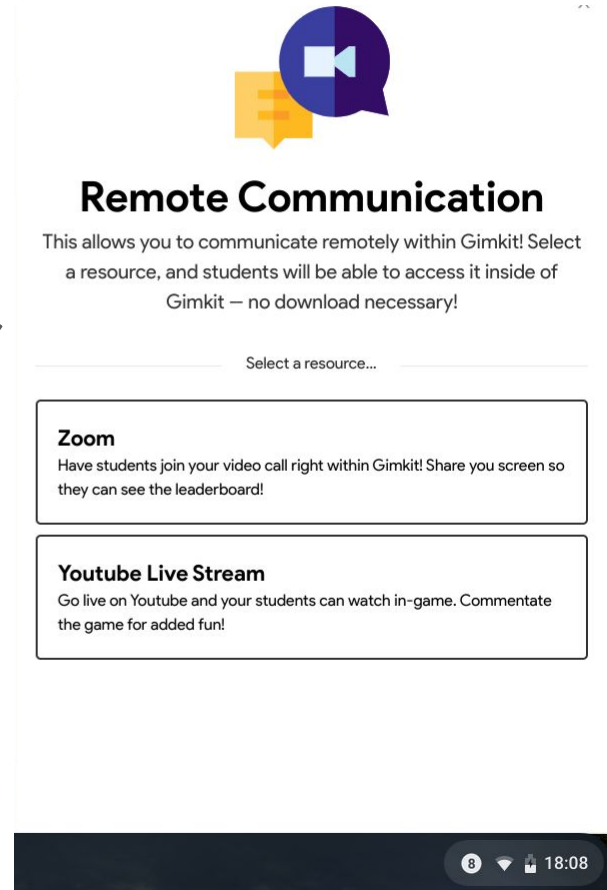 Remote Communication
This allows you to communicate remotely within Gimkit! Select
a resource, and students will be able to access it inside of
Gimkit — no download necessary!
Select a resource...
Zoom
Have students join your video call right within Gimkit! Share you screen so
they can see the leaderboard!
Youtube Live Stream
Go live on Youtube and your students can watch in-game. Commentate
the game for added fun!
8 18:08